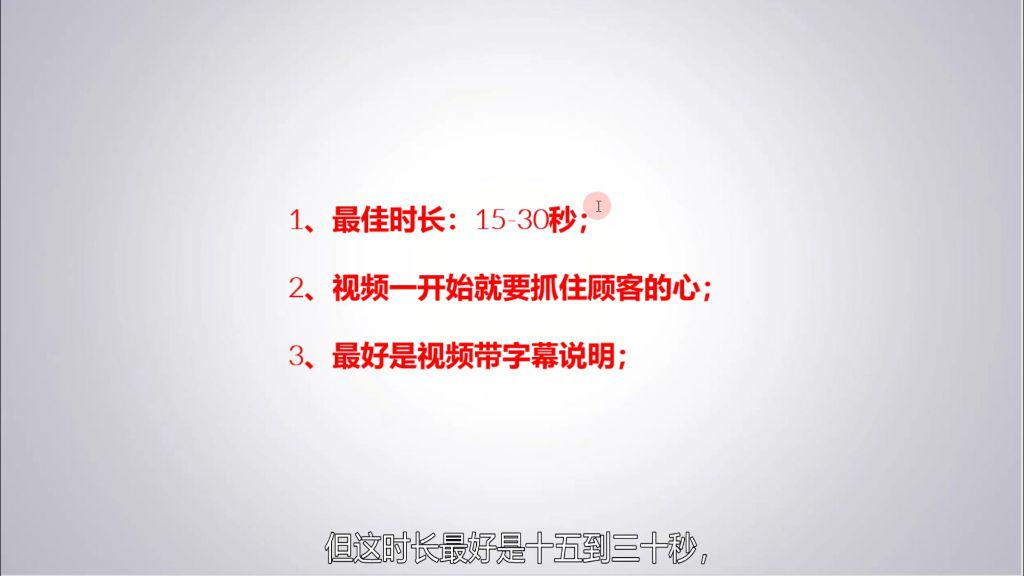 1、最佳时长：15-30秒；
2、视频一开始就要抓住顾客的心；
3、最好是视频带字幕说明；
但这时长最好是十五到三十秒，